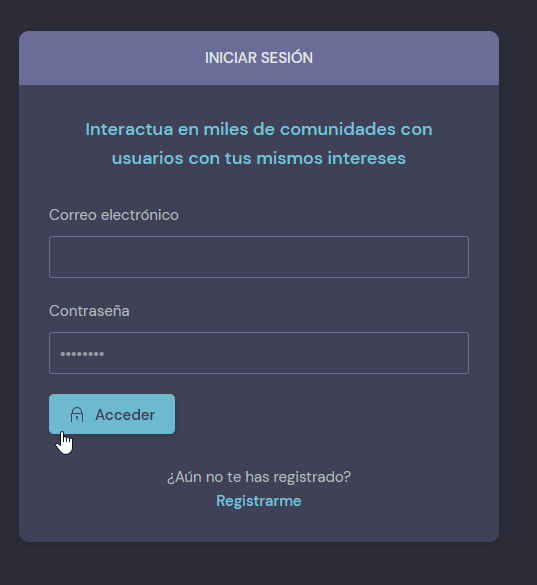 INICIAR SESIÓN
Interactua en miles de comunidades con
usuarios con tus mismos intereses
Correo electrónico
Contraseña
••••••••
Acceder
¿Aún no te has registrado?
Registrarme